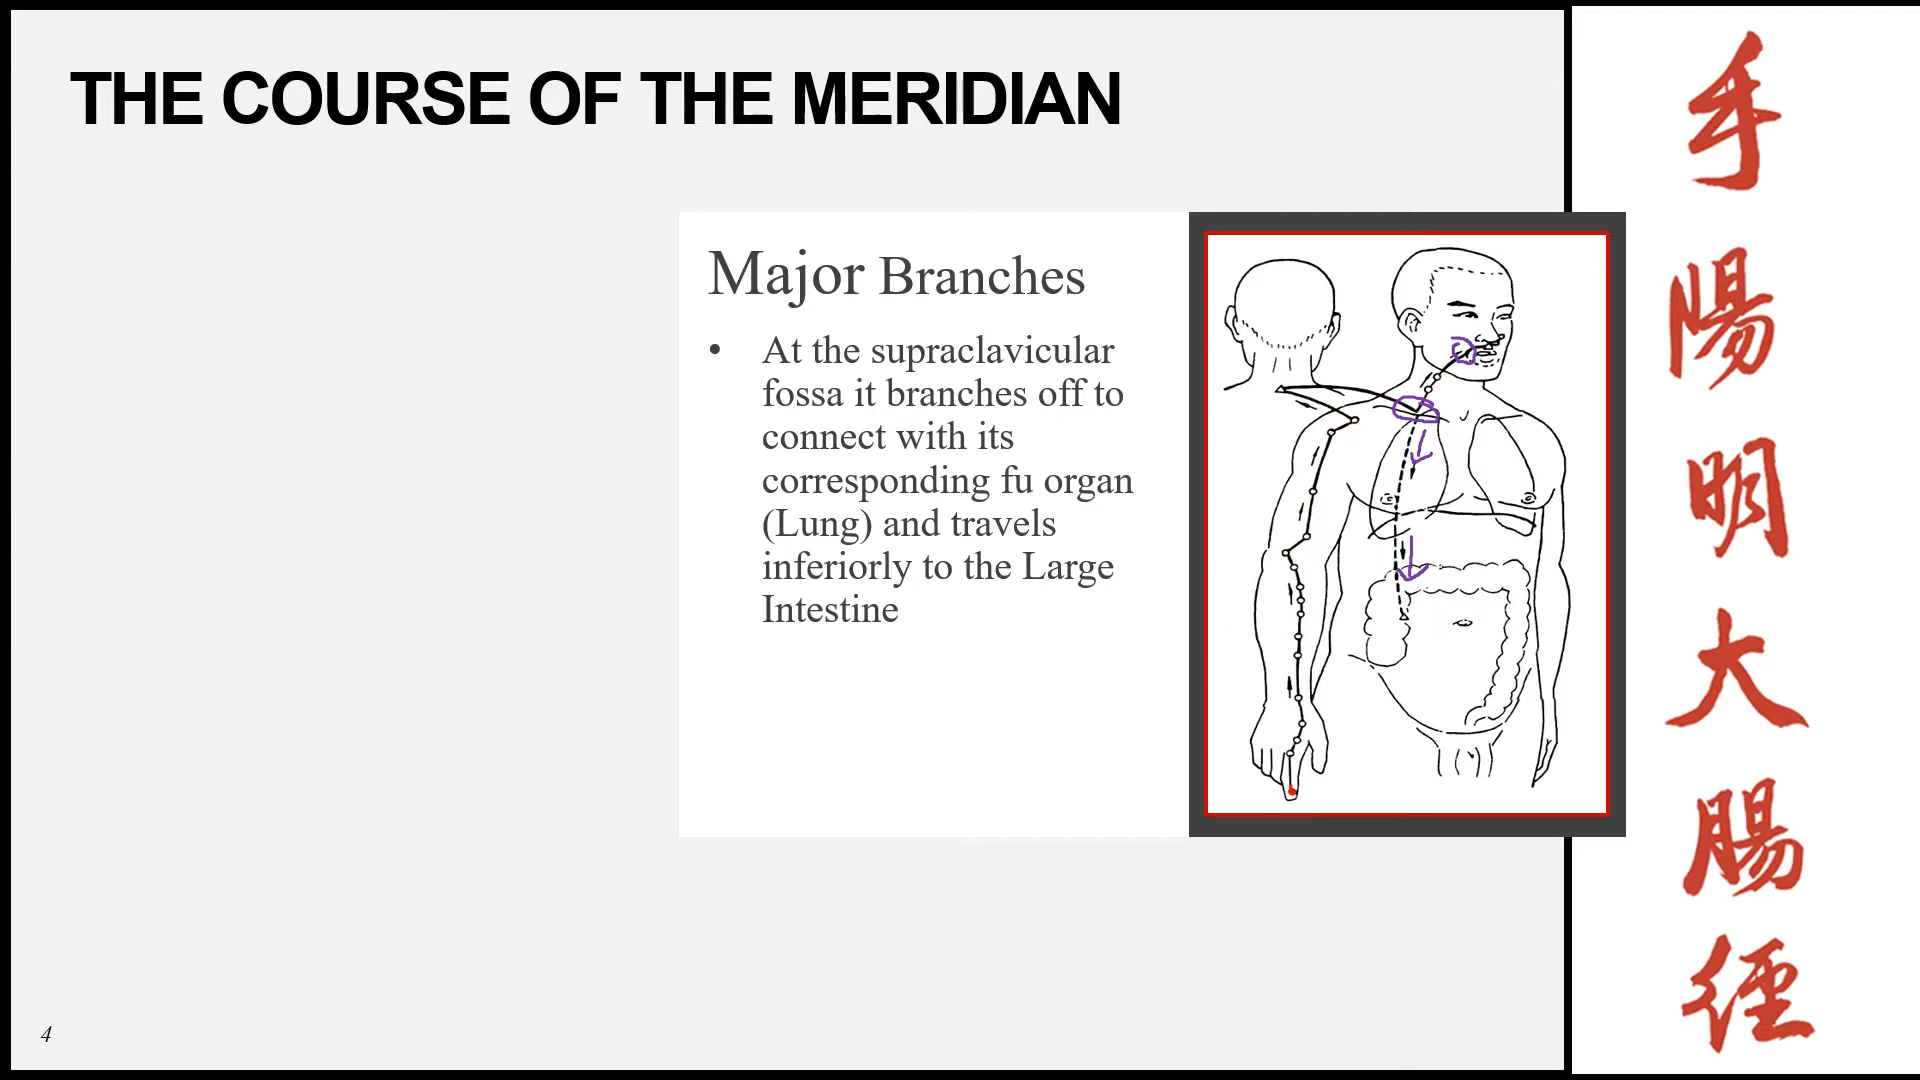 THE COURSE OF THE MERIDIAN
Major Branches
• At the supraclavicular
fossa it branches off to
connect with its
corresponding fu organ
(Lung) and travels
inferiorly to the Large
Intestine
4
手
陽
明
大
腸
經